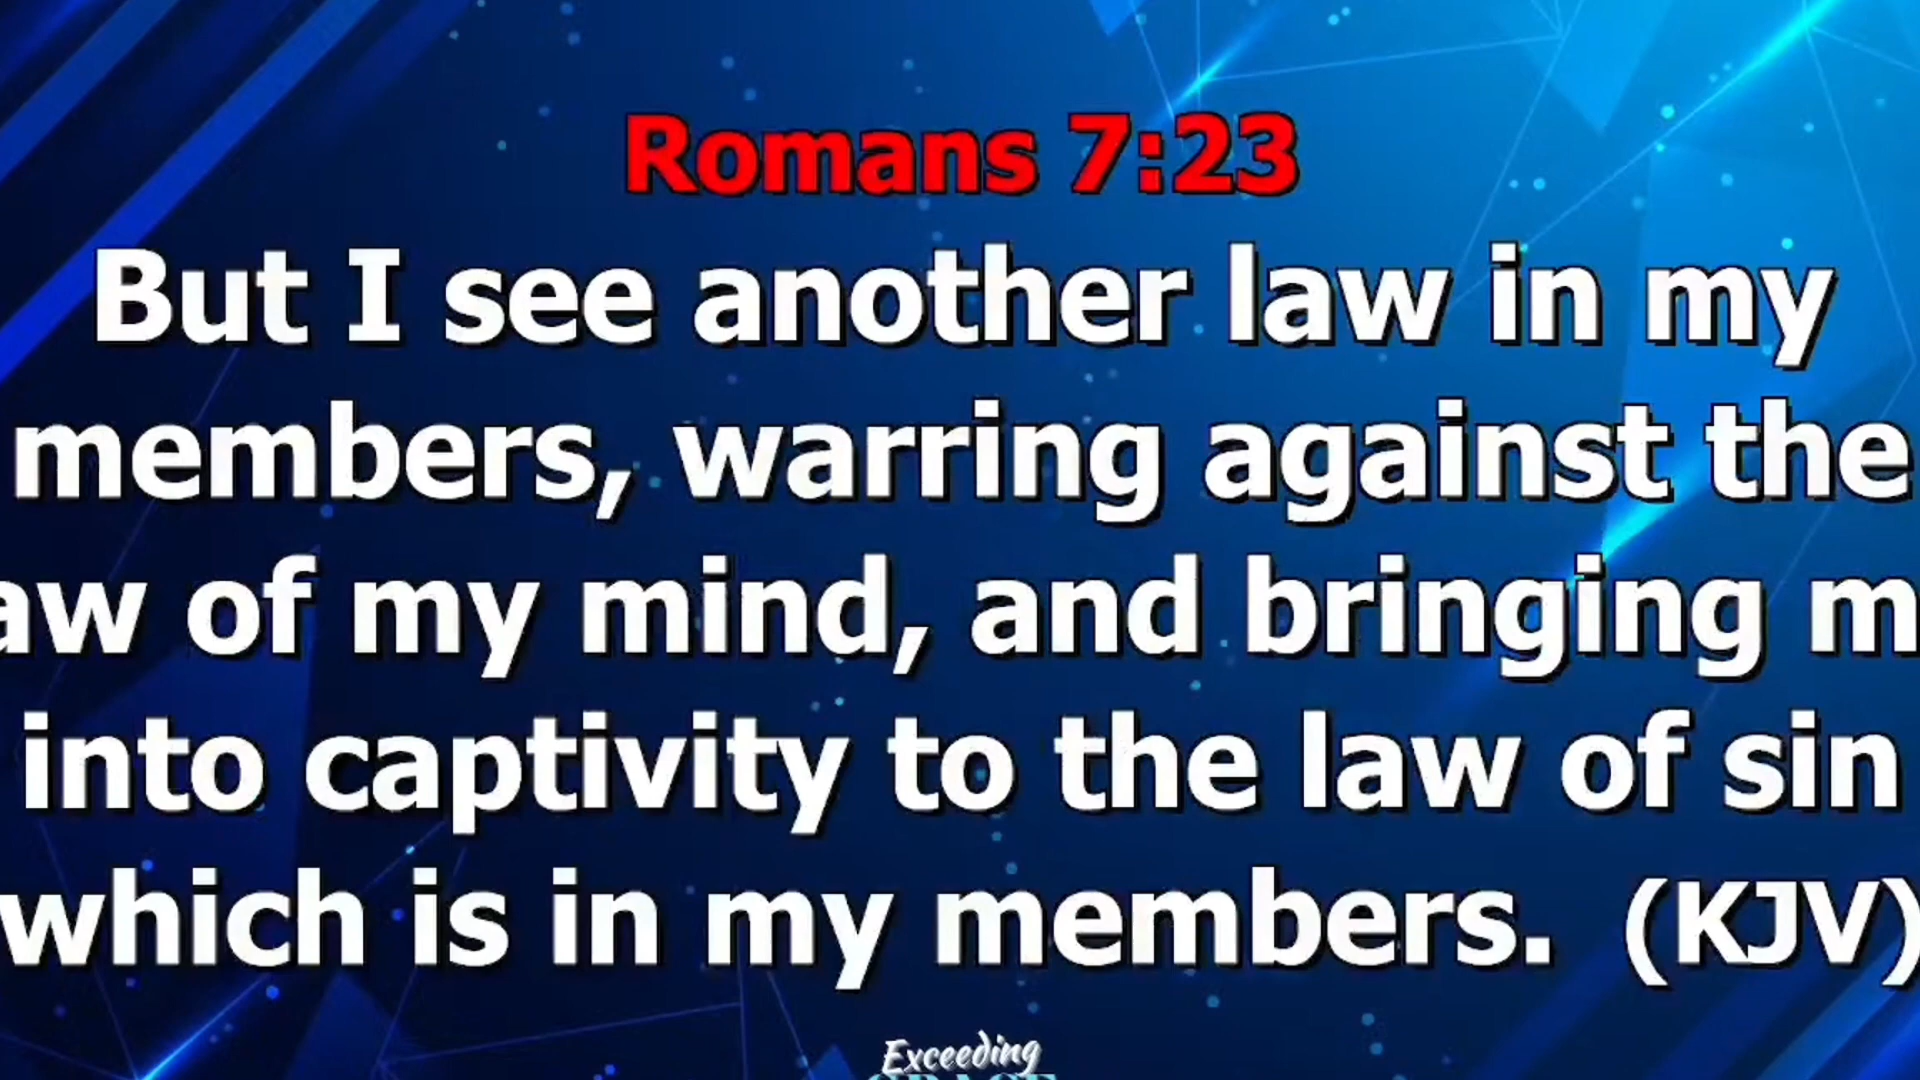 Romans 7:23
But I see another law in my
members, warring against the
aw of my mind, and bringing m
into captivity to the law of sin
which is in my members. (KJV)
Exceeding
GRACE